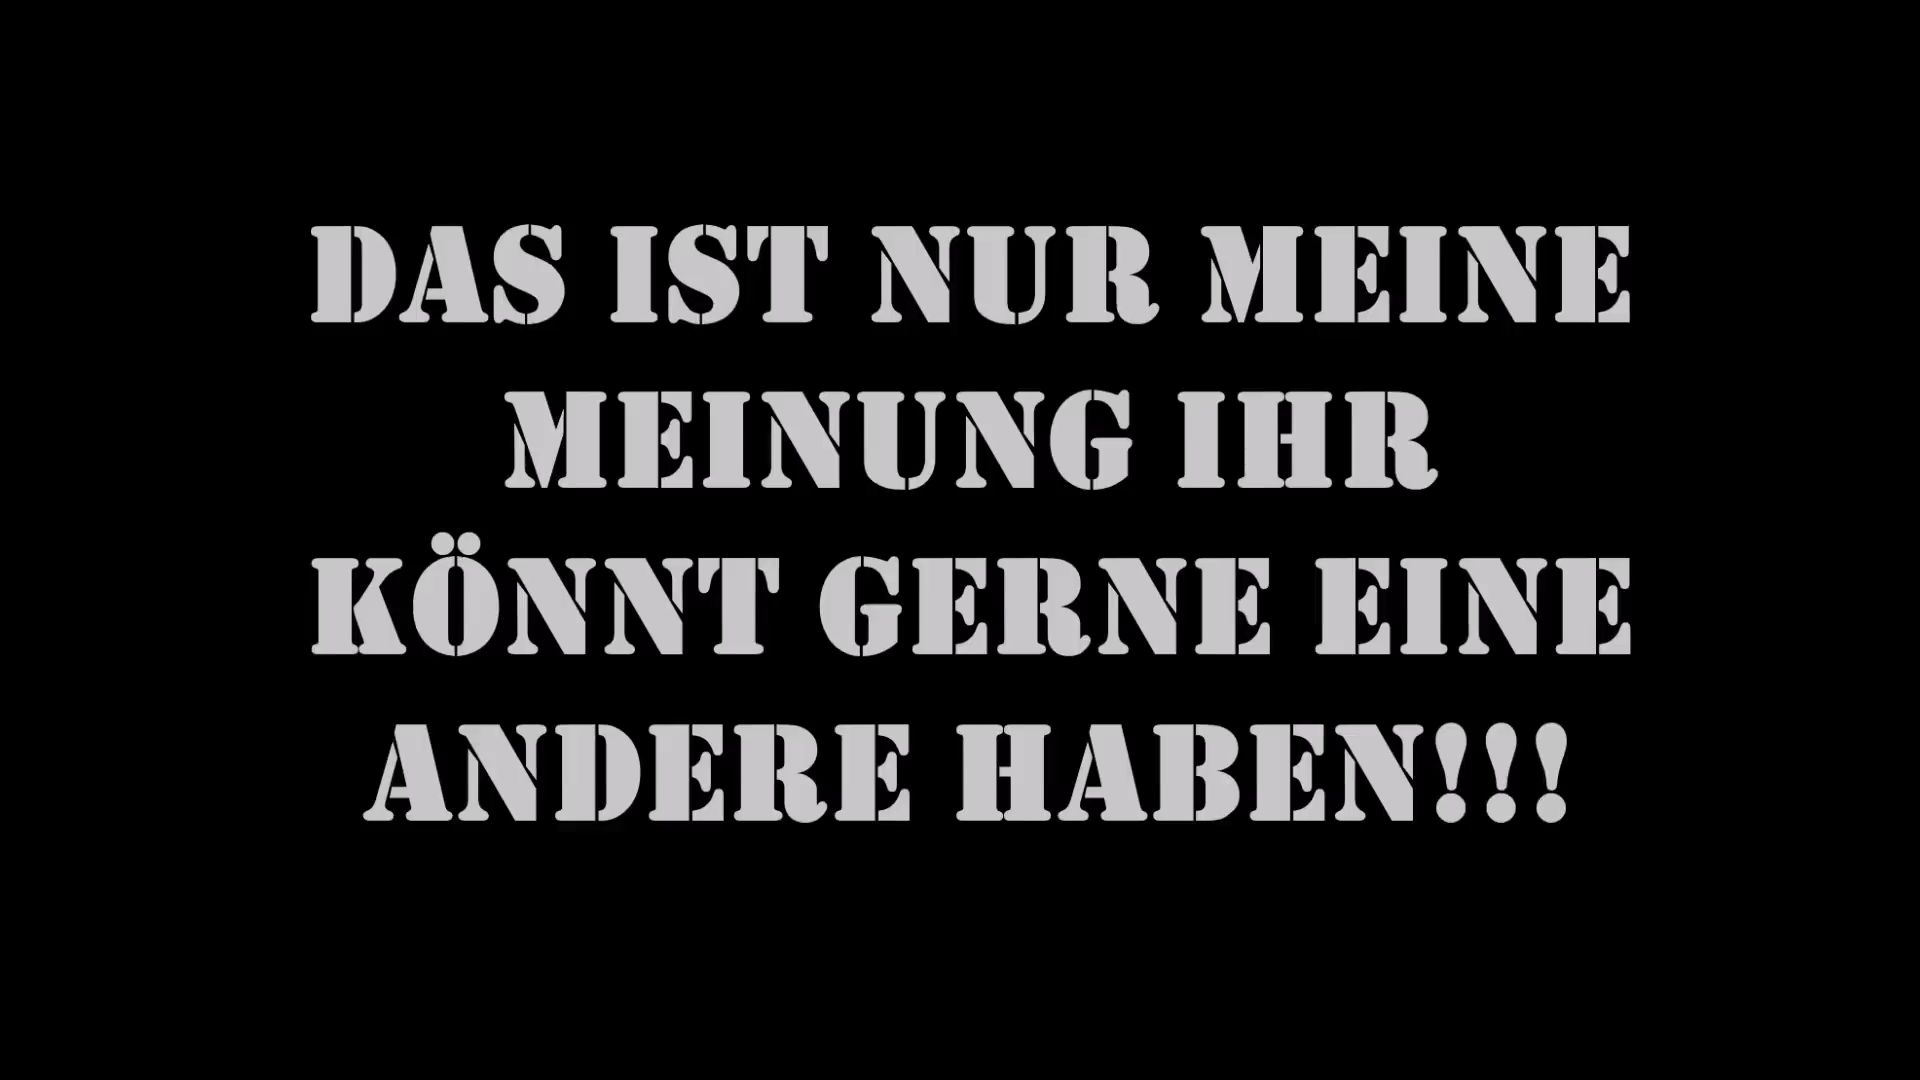 DAS IST NUR MEINE
MEINUNG IHR
KÖNNT GERNE EINE
ANDERE HABEN!!!